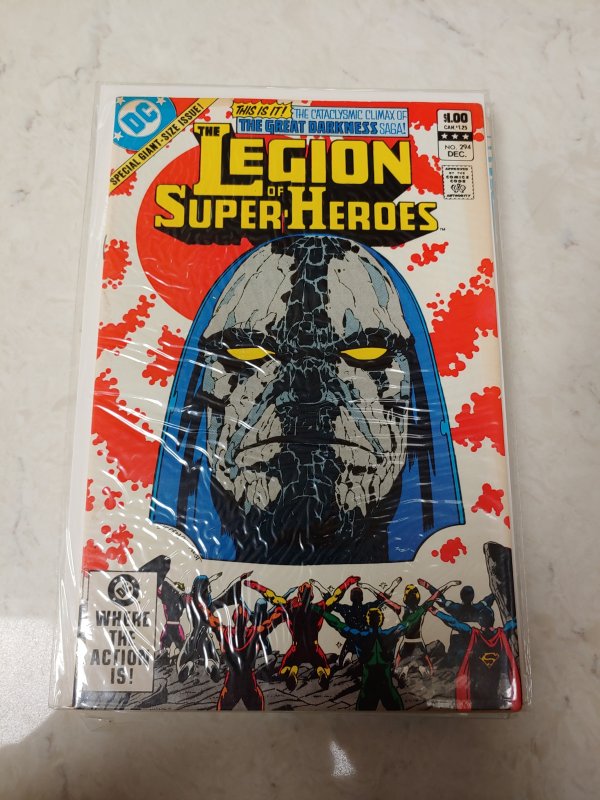 DC
SPECIAL GIANT-SIZE ISSUE!
THIS IS IT! THE CATACLYSMIC CLIMAX OF
THE GREAT DARKNESS SAGA!
$1.00
CAN. $1.25
NO. 294
DEC.
APPROVED
BY THE
COMICS
CODE
AUTHORITY
THE
LEGION
OF
SUPER-HEROES™
DC
WHERE
THE
ACTION
IS!
S